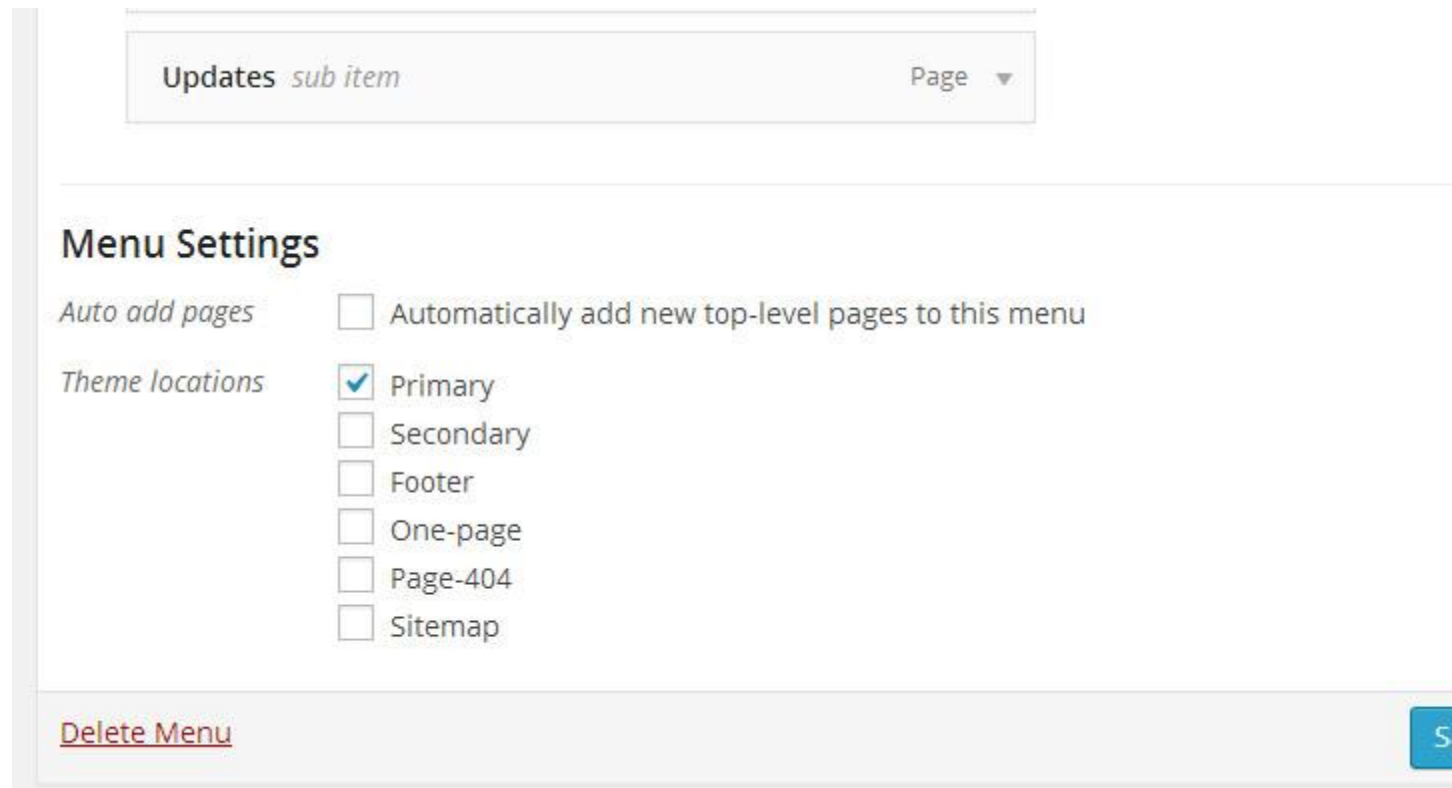 Updates sub item Page
Menu Settings
Auto add pages Automatically add new top-level pages to this menu
Theme locations Primary
Secondary
Footer
One-page
Page-404
Sitemap
Delete Menu